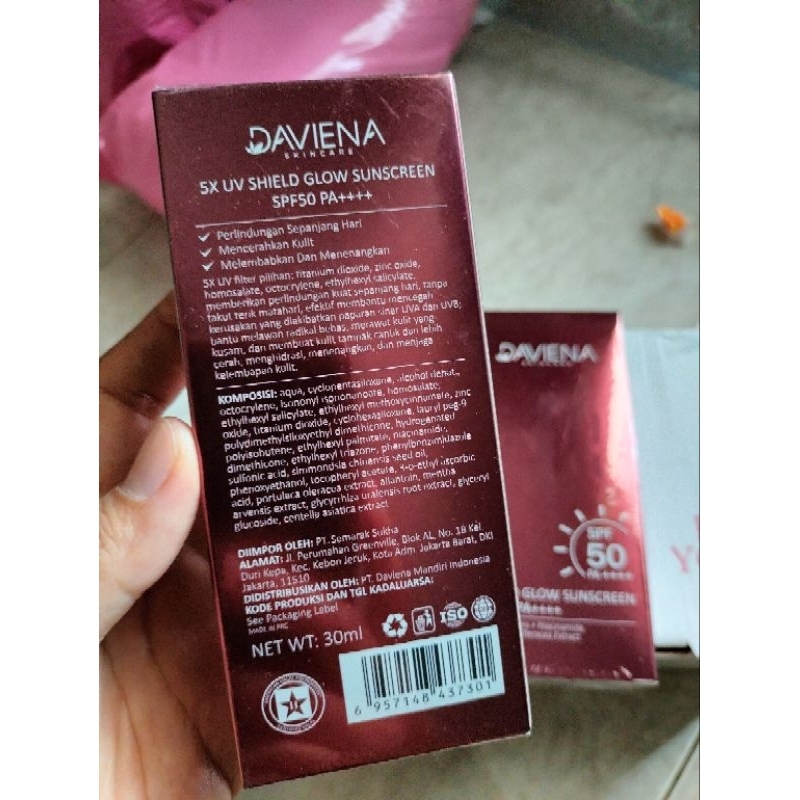 DAVIENA
SKINCARE
5X UV SHIELD GLOW SUNSCREEN
SPF50 PA++++
Perlindungan Sepanjang Hari
Mencerahkan Kulit
Melembabkan Dan Menenangkan
5X UV filter pilihan: titanium dioxide, zinc oxide,
homosalate, octocrylene, ethylhexyl salicylate,
memberikan perlindungan kuat sepanjang hari, tanpa
takut terik matahari, efektif membantu mencegah
kerusakan yang diakibatkan paparan sinar UVA dan UVB;
bantu melawan radikal bebas, merawat kulit yang
kusam, dan membuat kulit tampak cantik dan lebih
cerah, menghidrasi, menenangkan, dan menjaga
kelembapan kulit.
KOMPOSISI: aqua, cyclopentasiloxane, alcohol denat.,
octocrylene, isononyl isononanoate, homosalate,
ethylhexyl salicylate, ethylhexyl methoxycinnamate, zinc
oxide, titanium dioxide, cyclohexasiloxane, lauryl peg-9
polydimethylsiloxyethyl dimethicone, hydrogenated
polyisobutene, ethylhexyl palmitate, niacinamide,
dimethicone, ethylhexyl triazone, phenylbenzimidazole
sulfonic acid, simmondsia chinensis seed oil,
phenoxyethanol, tocopheryl acetate, 3-o-ethyl ascorbic
acid, portulaca oleracea extract, allantoin, mentha
arvensis extract, glycyrrhiza uralensis root extract, glyceryl
glucoside, centella asiatica extract
DIIMPOR OLEH: PT. Semarak Sukha
ALAMAT: Jl. Perumahan Greenville, Blok AL, No. 18 Kel
Duri Kepa, Kec. Kebon Jeruk, Kota Adm. Jakarta Barat, DKI
Jakarta, 11510
DIDISTRIBUSIKAN OLEH: PT. Daviena Mandiri Indonesia
KODE PRODUKSI DAN TGL KADALUARSA:
See Packaging Label
MADE IN PRC
NET WT: 30ml
ISO
6 957148 437301
DAVIENA
SPF
50
PA++++
GLOW SUNSCREEN
PA++++
Niacinamide
Extract